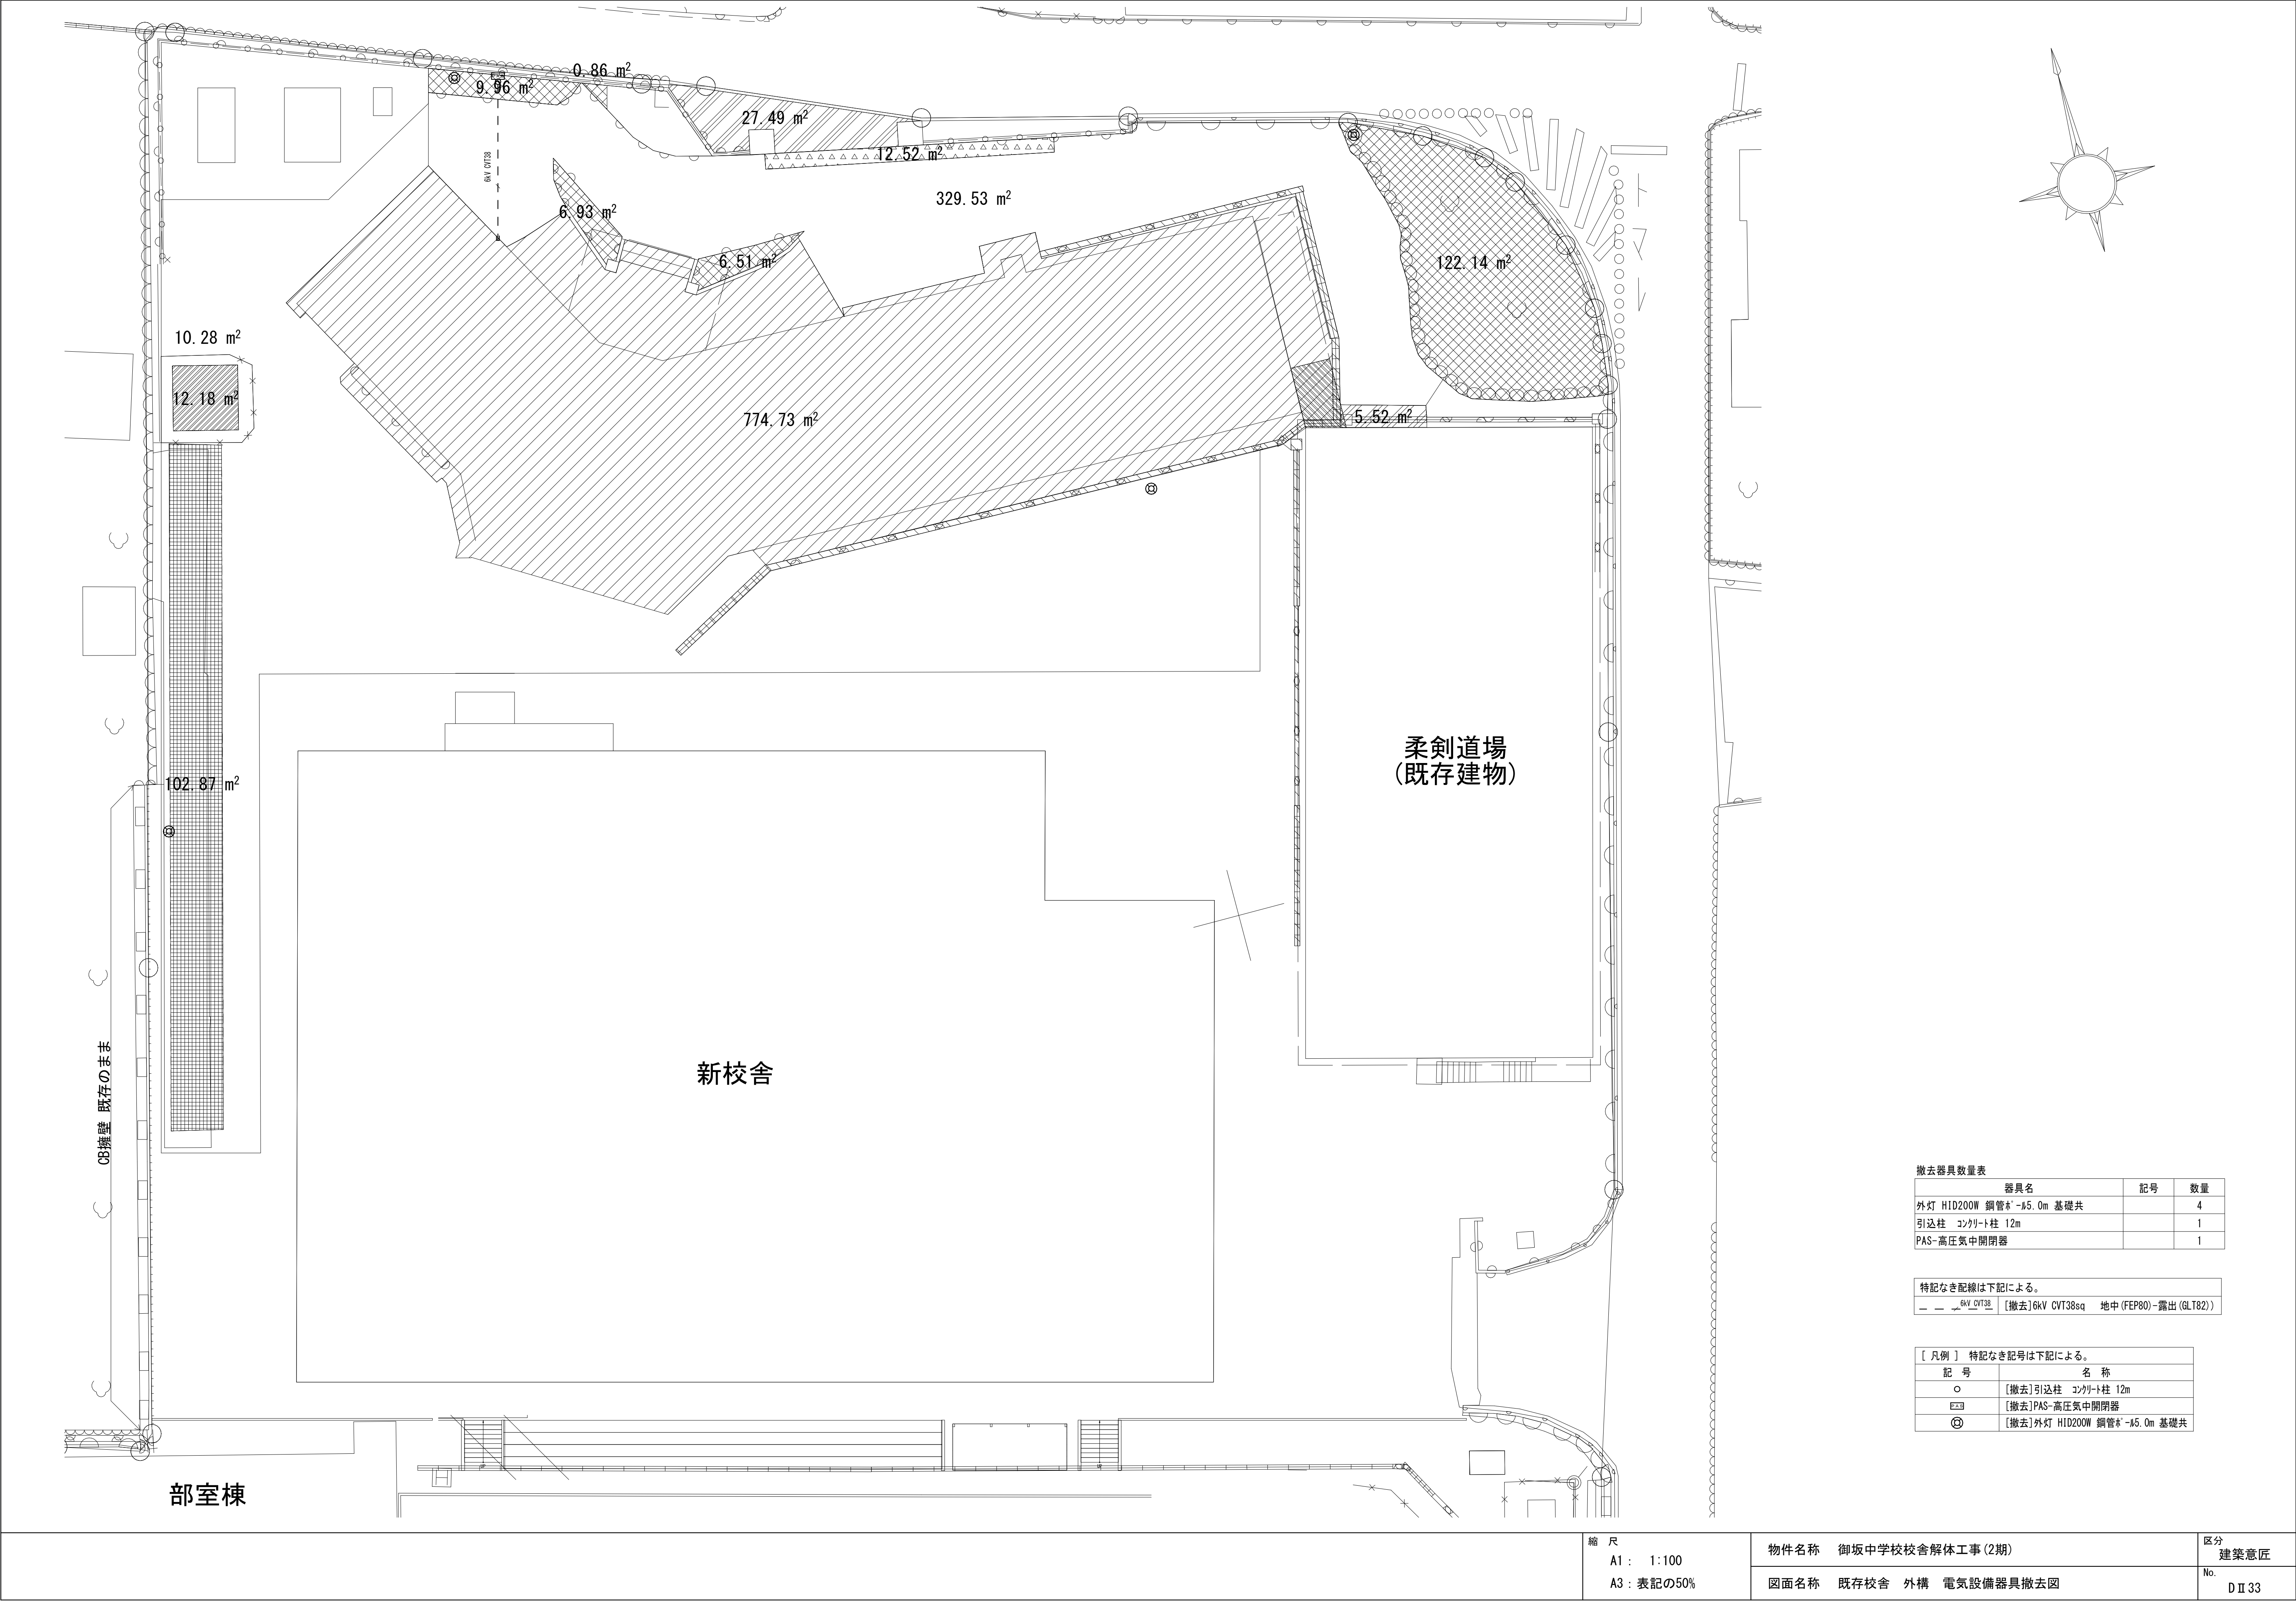 0.86 m2
9.96 m2
27.49 m2
12.52 m2
6kV CVT38
329.53 m2
6.93 m2
6.51 m2
122.14 m2
10.28 m2
12.18 m2
774.73 m2
5.52 m2
柔剣道場
(既存建物)
102.87 m2
CB擁壁 既存のまま
新校舎
部室棟
撤去器具数量表
器具名 記号 数量
外灯 HID200W 鋼管ﾎﾟｰﾙ5.0m 基礎共 4
引込柱 ｺﾝｸﾘｰﾄ柱 12m 1
PAS-高圧気中開閉器 1
特記なき配線は下記による。
6kV CVT38 [撤去]6kV CVT38sq 地中(FEP80)-露出(GLT82))
[ 凡例 ] 特記なき記号は下記による。
記 号 名 称
[撤去]引込柱 ｺﾝｸﾘｰﾄ柱 12m
PAS [撤去]PAS-高圧気中開閉器
[撤去]外灯 HID200W 鋼管ﾎﾟｰﾙ5.0m 基礎共
縮 尺
A1 : 1:100
A3 : 表記の50%
物件名称 御坂中学校校舎解体工事(2期)
図面名称 既存校舎 外構 電気設備器具撤去図
区分
建築意匠
No.
DⅡ33